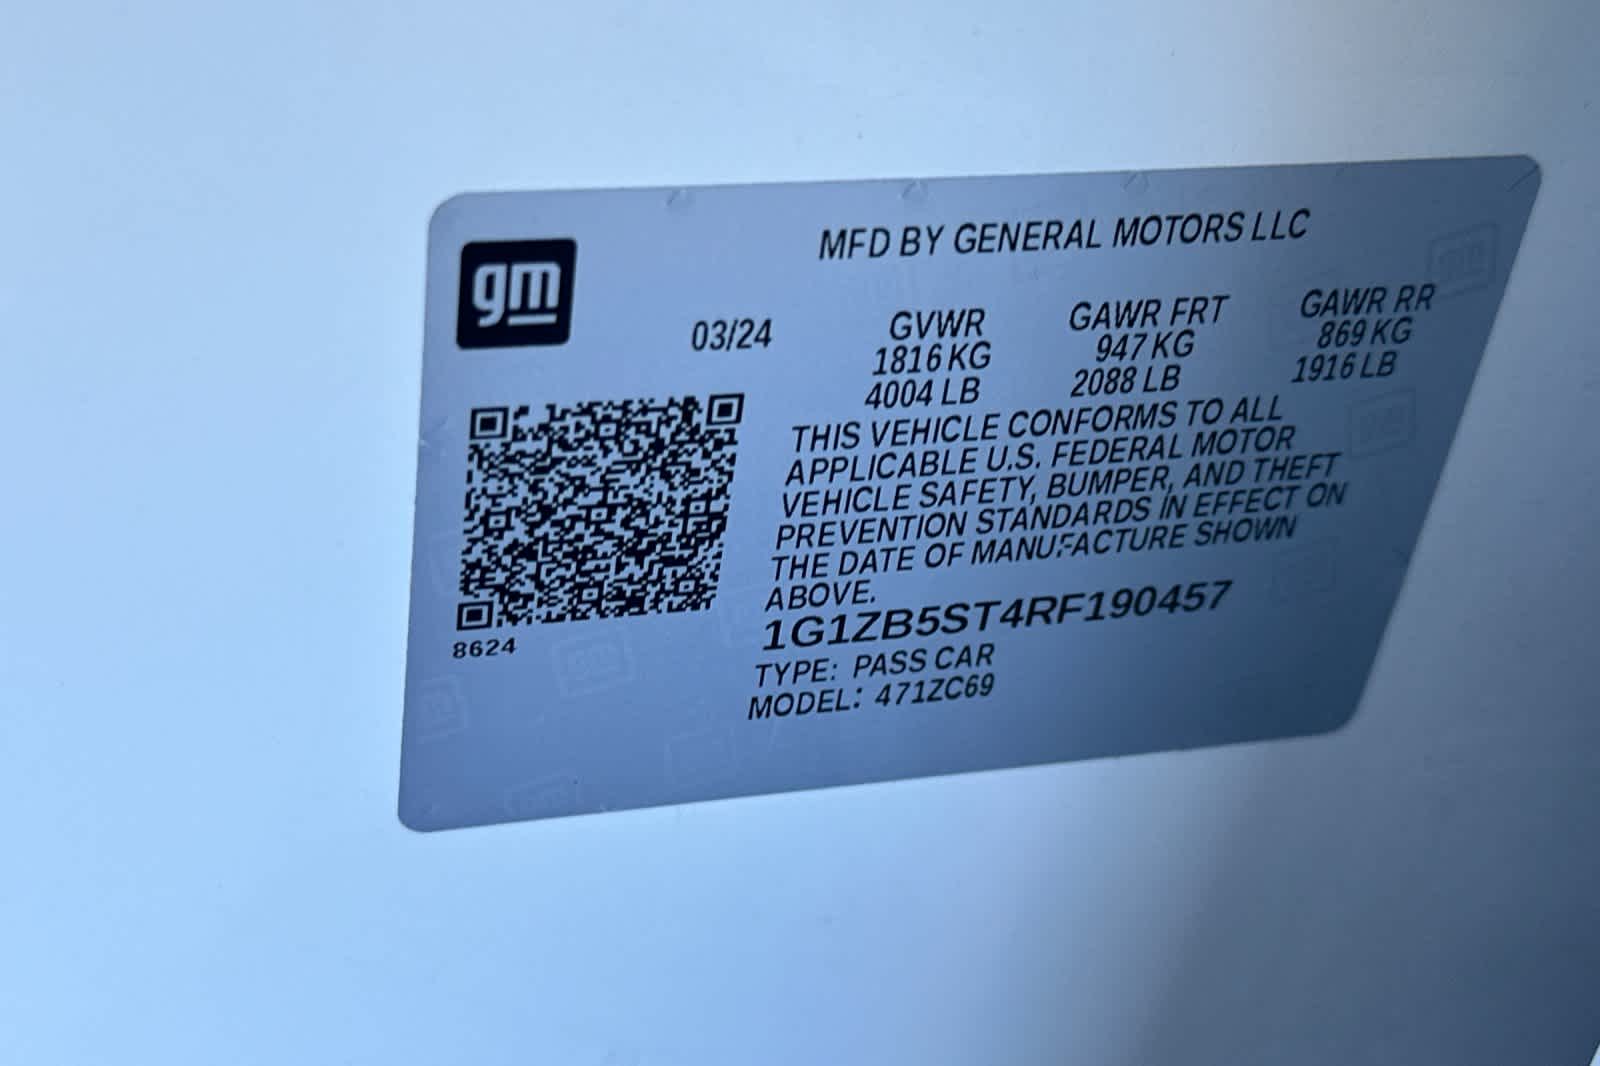 gm
MFD BY GENERAL MOTORS LLC
03/24
GVWR GAWR FRT GAWR RR
1816 KG 947 KG 869 KG
4004 LB 2088 LB 1916 LB
THIS VEHICLE CONFORMS TO ALL
APPLICABLE U.S. FEDERAL MOTOR
VEHICLE SAFETY, BUMPER, AND THEFT
PREVENTION STANDARDS IN EFFECT ON
THE DATE OF MANUFACTURE SHOWN
ABOVE.
1G1ZB5ST4RF190457
8624
TYPE: PASS CAR
MODEL: 471ZC69